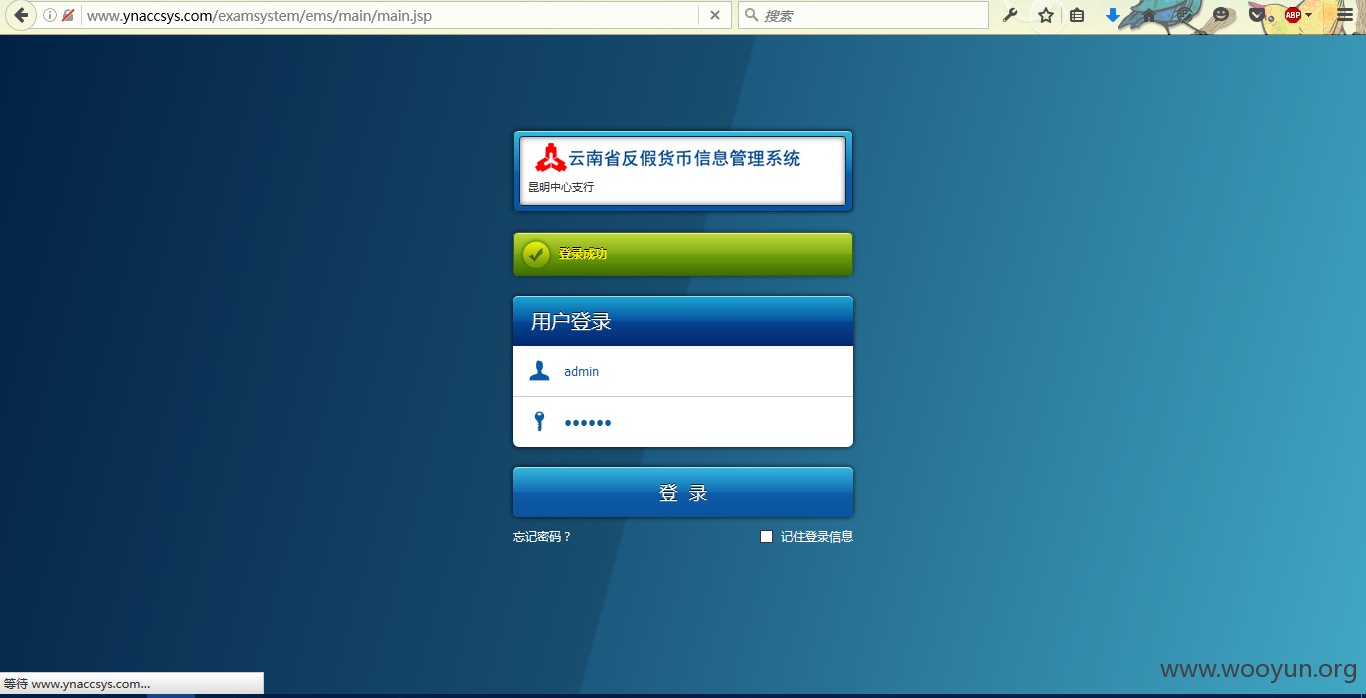 www.ynaccsys.com/examsystem/ems/main/main.jsp
搜索
ABP
云南省反假货币信息管理系统
昆明中心支行
登录成功
用户登录
admin
••••••
登 录
忘记密码？
记住登录信息
www.wooyun.org
等待 www.ynaccsys.com...